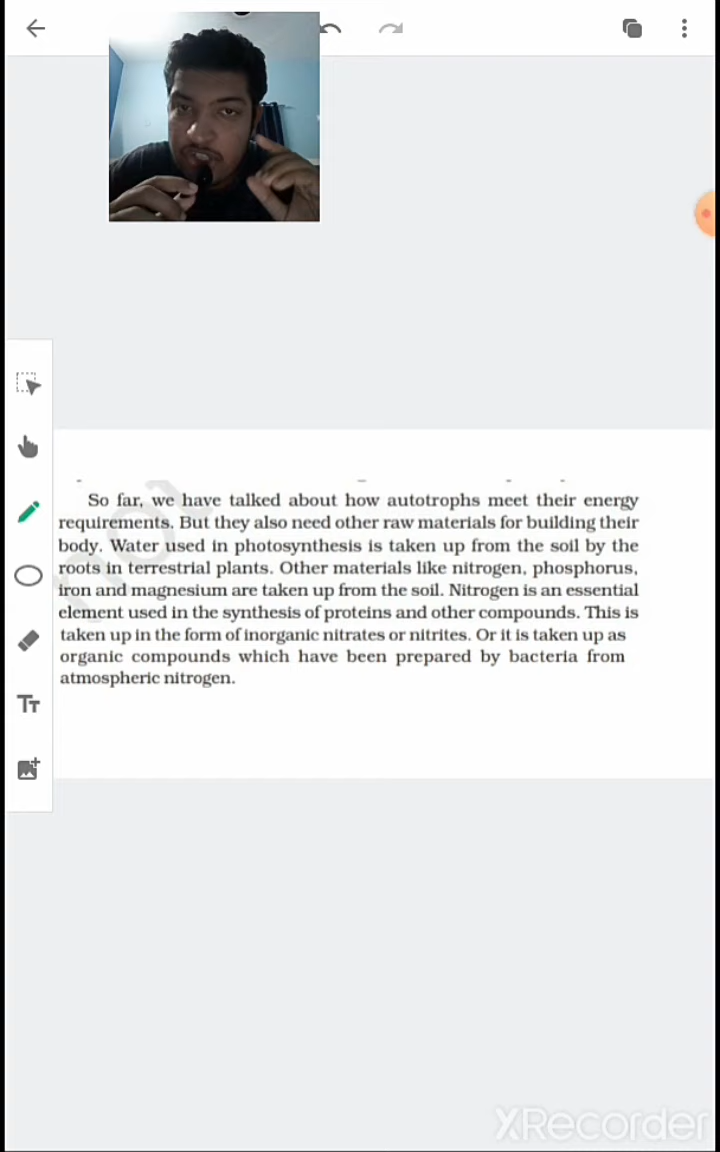 So far, we have talked about how autotrophs meet their energy
requirements. But they also need other raw materials for building their
body. Water used in photosynthesis is taken up from the soil by the
roots in terrestrial plants. Other materials like nitrogen, phosphorus,
iron and magnesium are taken up from the soil. Nitrogen is an essential
element used in the synthesis of proteins and other compounds. This is
taken up in the form of inorganic nitrates or nitrites. Or it is taken up as
organic compounds which have been prepared by bacteria from
atmospheric nitrogen.
TT
XRecorder